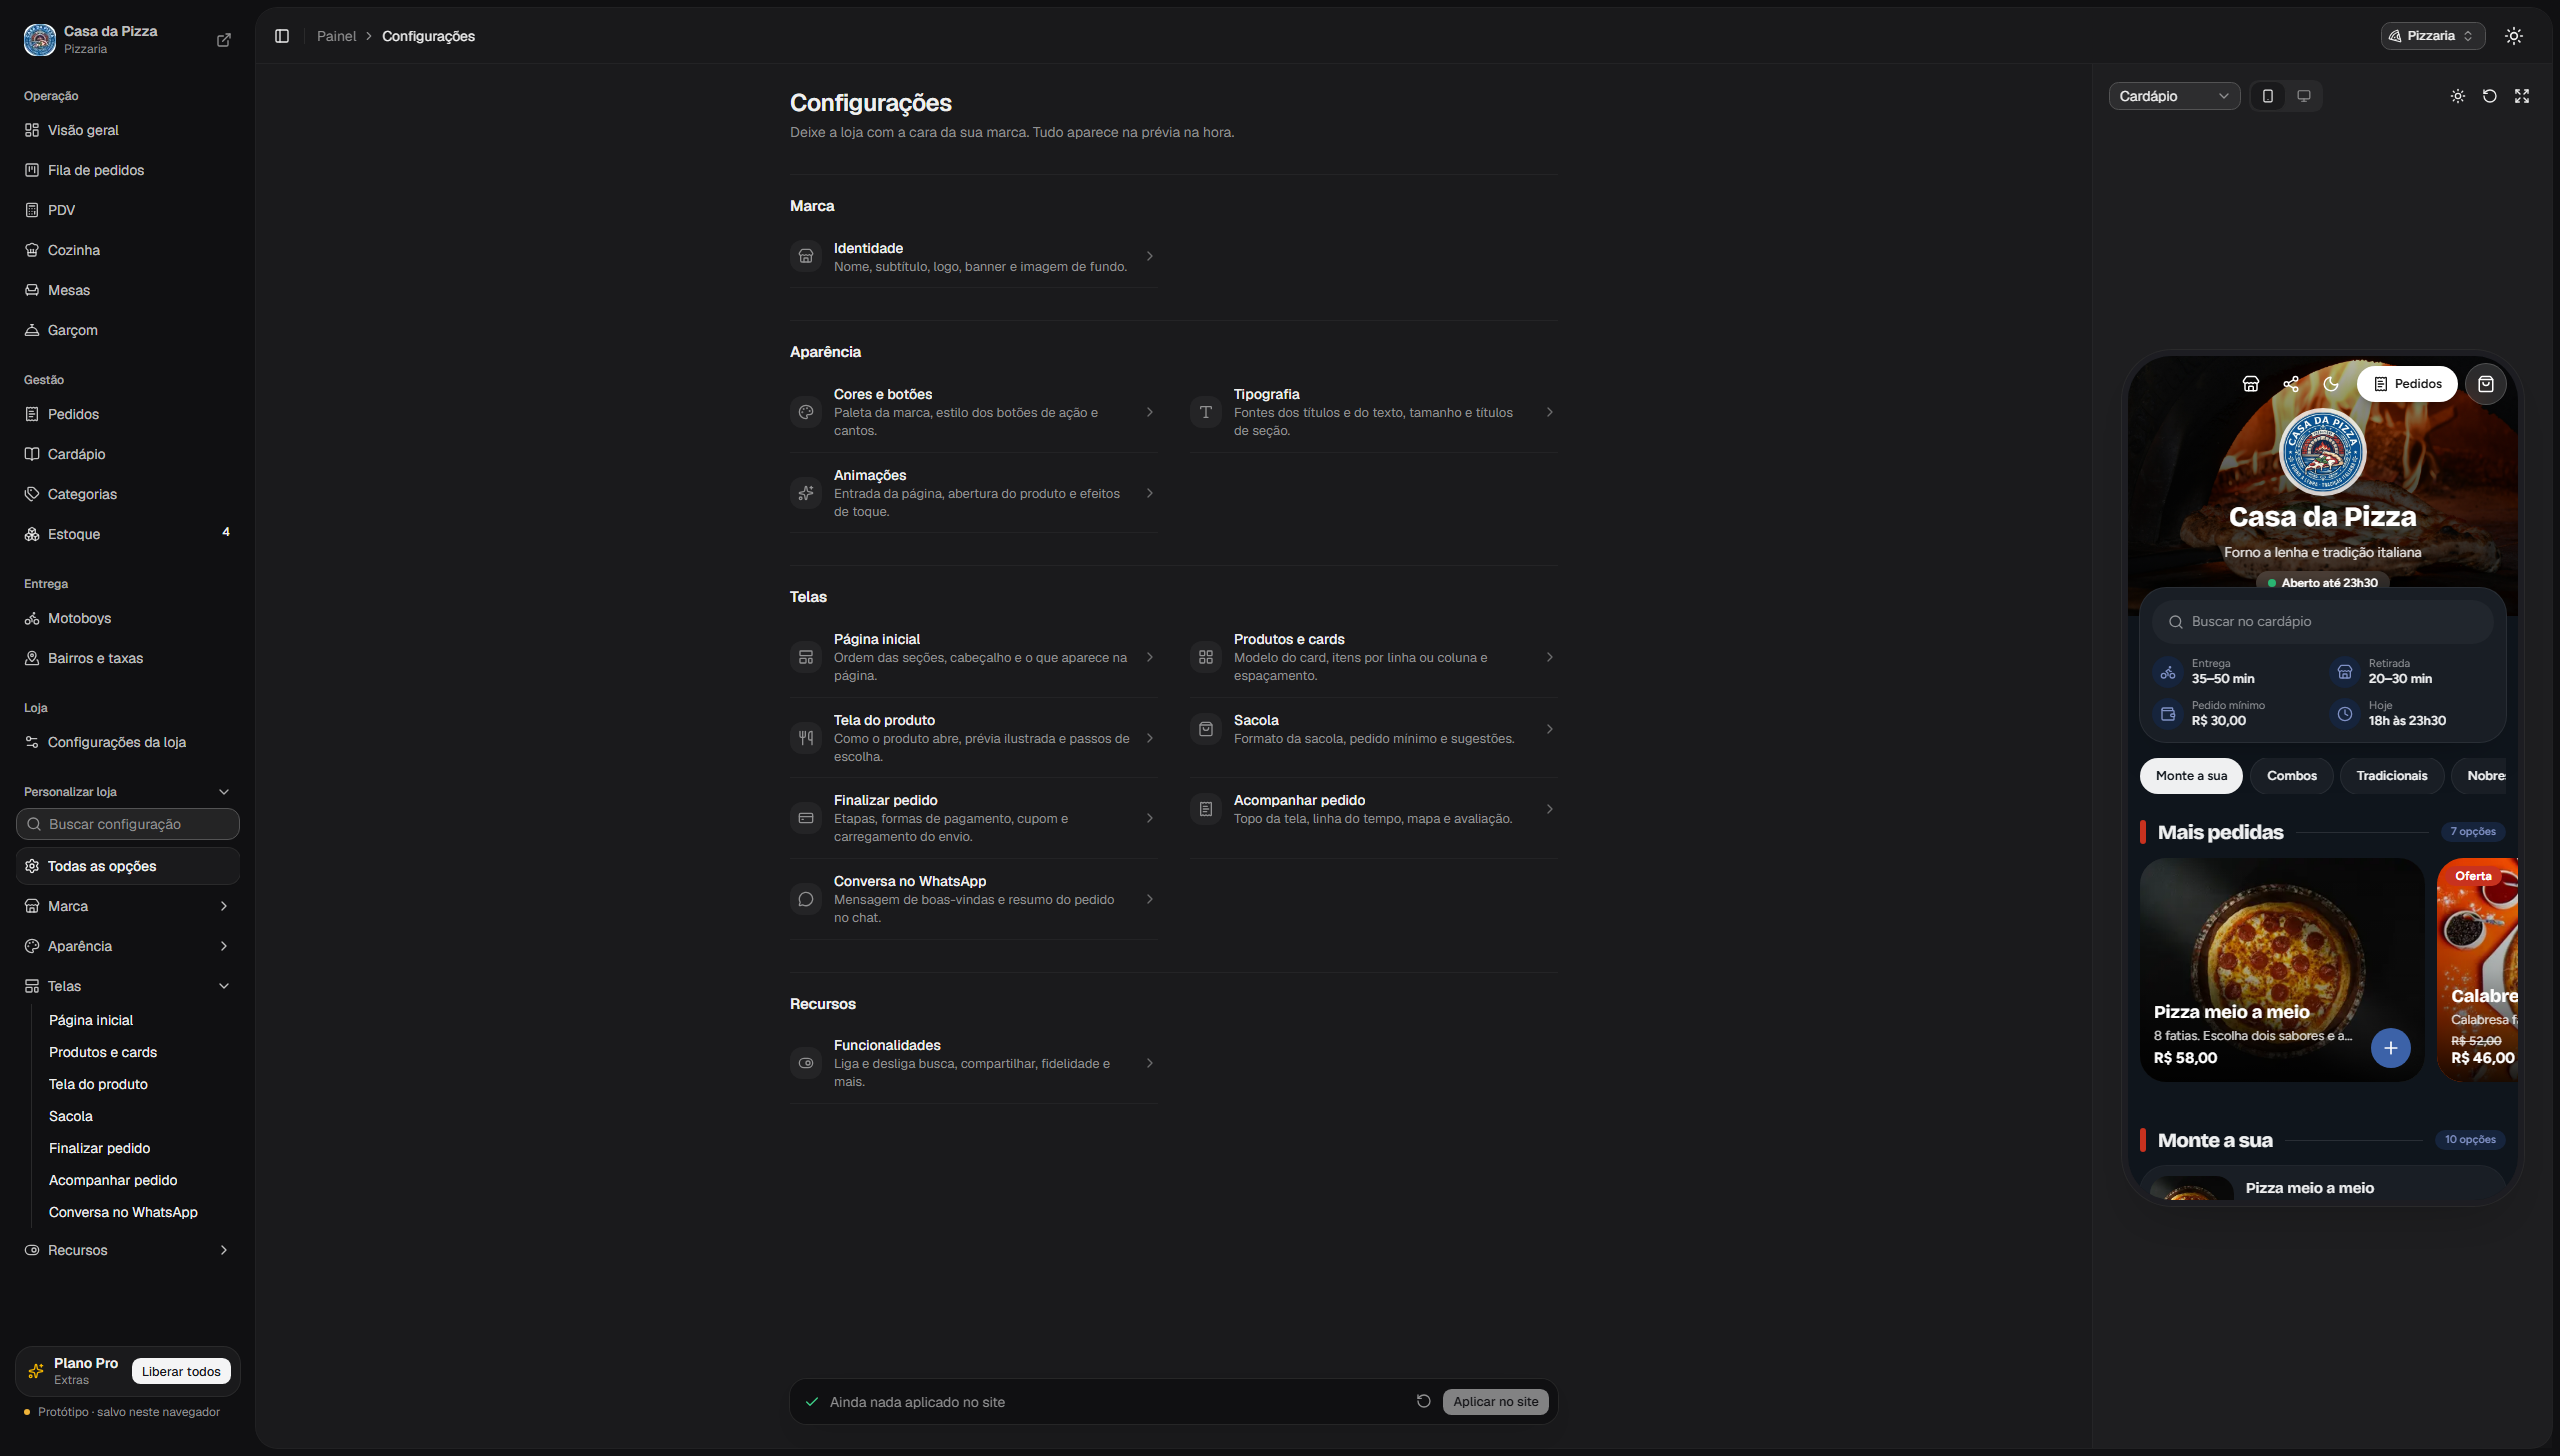 Casa da Pizza
Pizzaria
Operação
Visão geral
Fila de pedidos
PDV
Cozinha
Mesas
Garçom
Gestão
Pedidos
Cardápio
Categorias
Estoque
4
Entrega
Motoboys
Bairros e taxas
Loja
Configurações da loja
Personalizar loja
Buscar configuração
Todas as opções
Marca
Aparência
Telas
Página inicial
Produtos e cards
Tela do produto
Sacola
Finalizar pedido
Acompanhar pedido
Conversa no WhatsApp
Recursos
Plano Pro
Extras
Liberar todos
Protótipo · salvo neste navegador
Painel
Configurações
Pizzaria
Configurações
Deixe a loja com a cara da sua marca. Tudo aparece na prévia na hora.
Marca
Identidade
Nome, subtítulo, logo, banner e imagem de fundo.
Aparência
Cores e botões
Paleta da marca, estilo dos botões de ação e
cantos.
Tipografia
Fontes dos títulos e do texto, tamanho e títulos
de seção.
Animações
Entrada da página, abertura do produto e efeitos
de toque.
Telas
Página inicial
Ordem das seções, cabeçalho e o que aparece na
página.
Produtos e cards
Modelo do card, itens por linha ou coluna e
espaçamento.
Tela do produto
Como o produto abre, prévia ilustrada e passos de
escolha.
Sacola
Formato da sacola, pedido mínimo e sugestões.
Finalizar pedido
Etapas, formas de pagamento, cupom e
carregamento do envio.
Acompanhar pedido
Topo da tela, linha do tempo, mapa e avaliação.
Conversa no WhatsApp
Mensagem de boas-vindas e resumo do pedido
no chat.
Recursos
Funcionalidades
Liga e desliga busca, compartilhar, fidelidade e
mais.
Ainda nada aplicado no site
Aplicar no site
Cardápio
Pedidos
CASA DA PIZZA
Casa da Pizza
Forno a lenha e tradição italiana
Aberto até 23h30
Buscar no cardápio
Entrega
35–50 min
Retirada
20–30 min
Pedido mínimo
R$ 30,00
Hoje
18h às 23h30
Monte a sua
Combos
Tradicionais
Nobres
Mais pedidas
7 opções
Pizza meio a meio
8 fatias. Escolha dois sabores e a...
R$ 58,00
Oferta
Calabre
Calabresa f
R$ 52,00
R$ 46,00
Monte a sua
10 opções
Pizza meio a meio